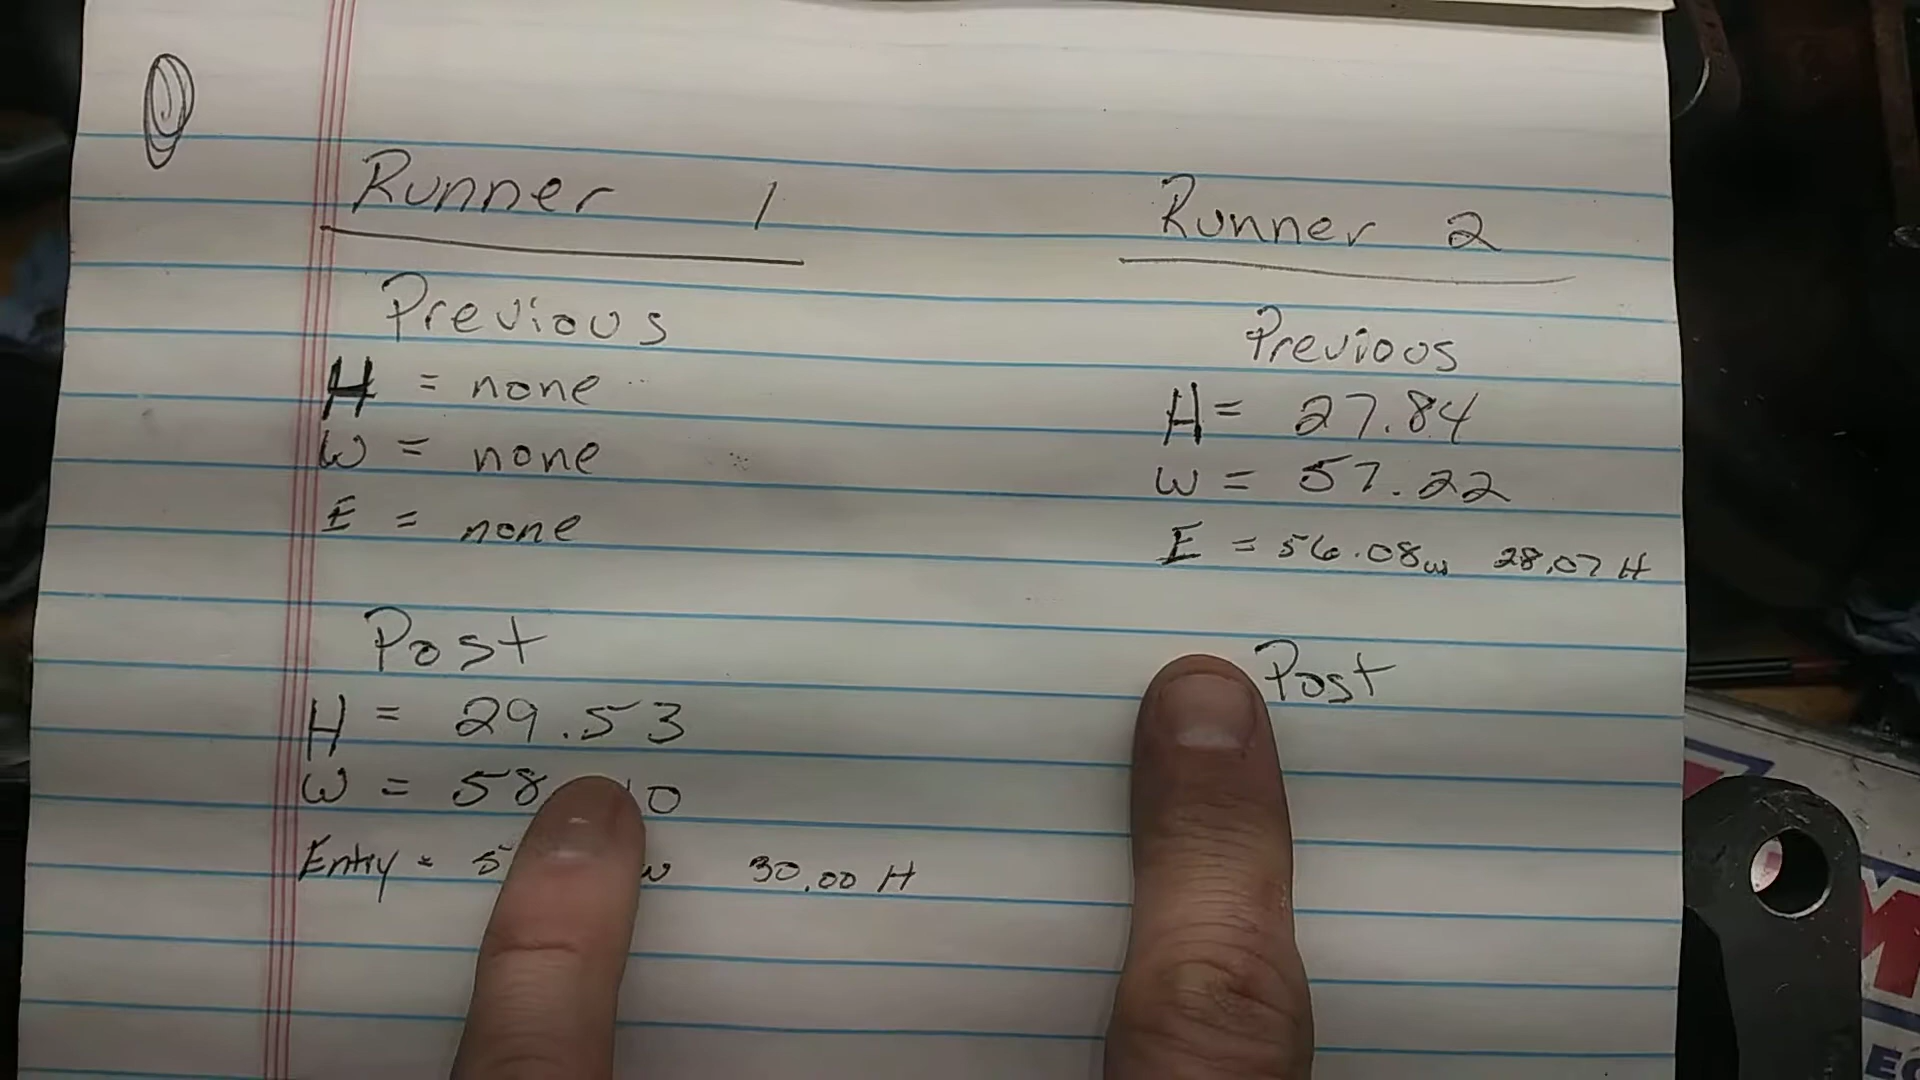 Runner 1
Previous
H = none
W = none
E = none
Post
H = 29.53
W = 58
Entry = 30.00 H
Runner 2
Previous
H = 27.84
W = 57.22
E = 56.08w 28.07 H
Post